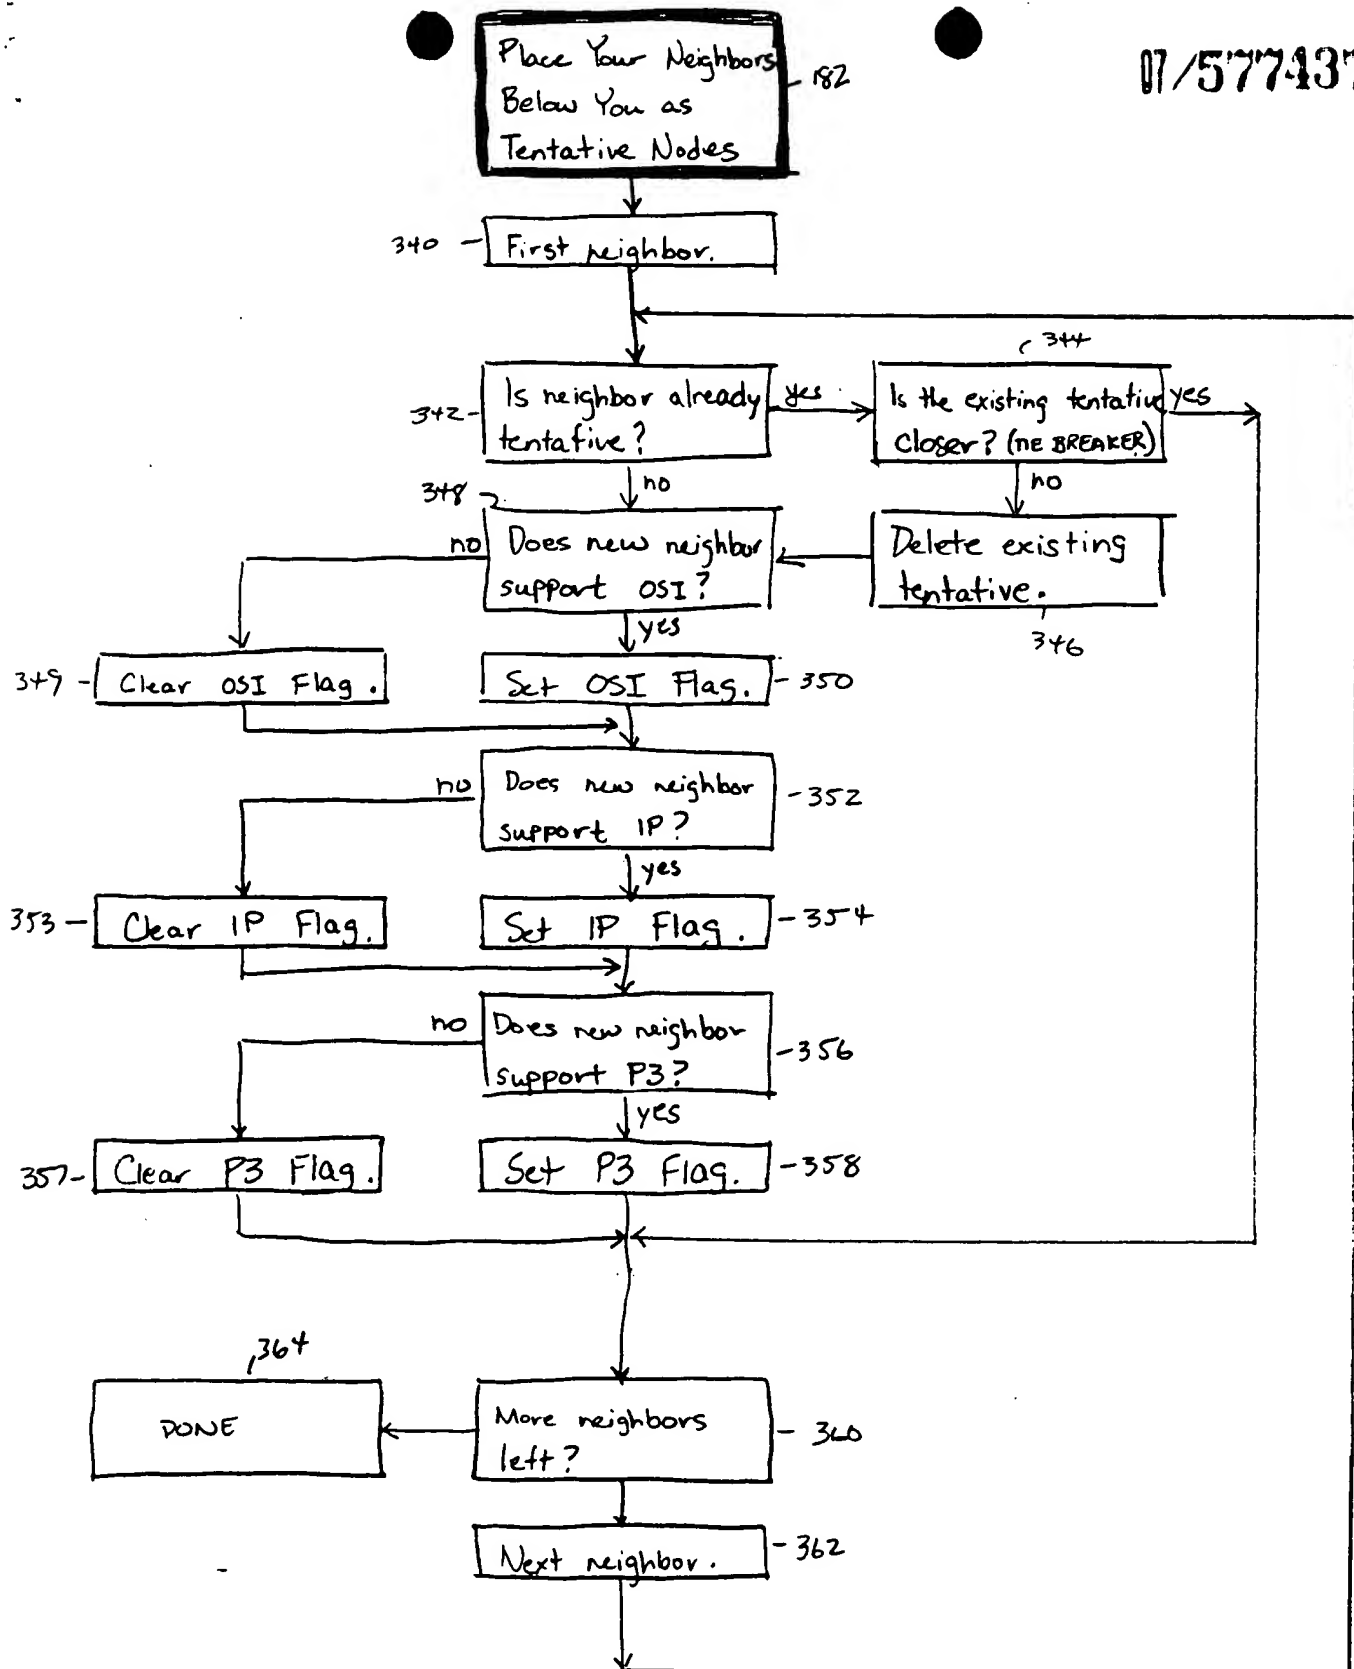 07/577437
Place Your Neighbors
Below You as
Tentative Nodes
182
340
First neighbor.
344
342
Is neighbor already
tentative?
yes
Is the existing tentative
closer? (TIE BREAKER)
yes
no
no
348
no
Does new neighbor
support OSI?
Delete existing
tentative.
346
yes
349
Clear OSI Flag.
Set OSI Flag.
350
no
Does new neighbor
support IP?
352
yes
353
Clear IP Flag.
Set IP Flag.
354
no
Does new neighbor
support P3?
356
yes
357
Clear P3 Flag.
Set P3 Flag.
358
364
DONE
More neighbors
left?
360
Next neighbor.
362